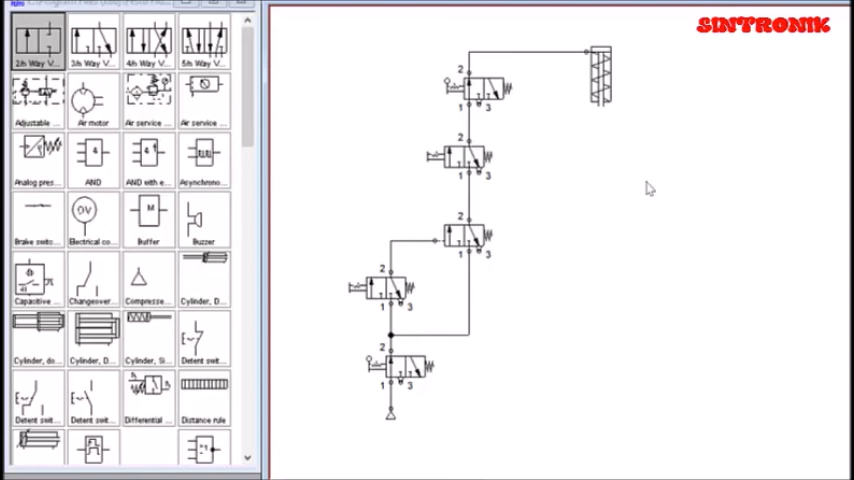 SINTRONIK
2/n Way V...
3/n Way V...
4/n Way V...
5/n Way V...
Adjustable ...
Air motor
Air service ...
Air service ...
Analog pres...
AND
AND with e...
Asynchrono...
Brake switc...
Electrical co...
Buffer
Buzzer
Capacitive ...
Changeover...
Compresse...
Cylinder, D...
Cylinder, do...
Cylinder, D...
Cylinder, Si...
Detent swit...
Detent swit...
Detent swit...
Differential ...
Distance rule
2
1 3
2
1 3
2
1 3
2
1 3
2
1 3